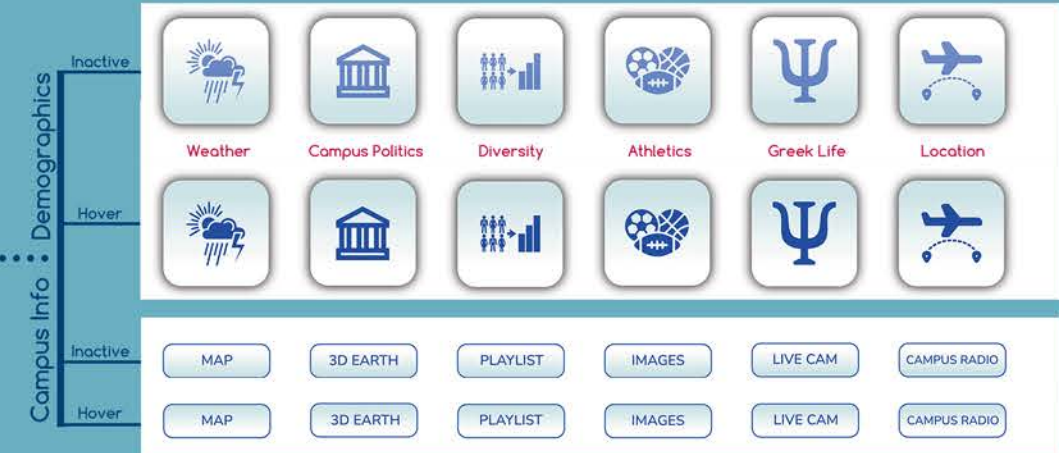 Demographics
Inactive
Weather
Campus Politics
Diversity
Athletics
Greek Life
Location
Hover
Campus Info
Inactive
MAP
3D EARTH
PLAYLIST
IMAGES
LIVE CAM
CAMPUS RADIO
Hover
MAP
3D EARTH
PLAYLIST
IMAGES
LIVE CAM
CAMPUS RADIO